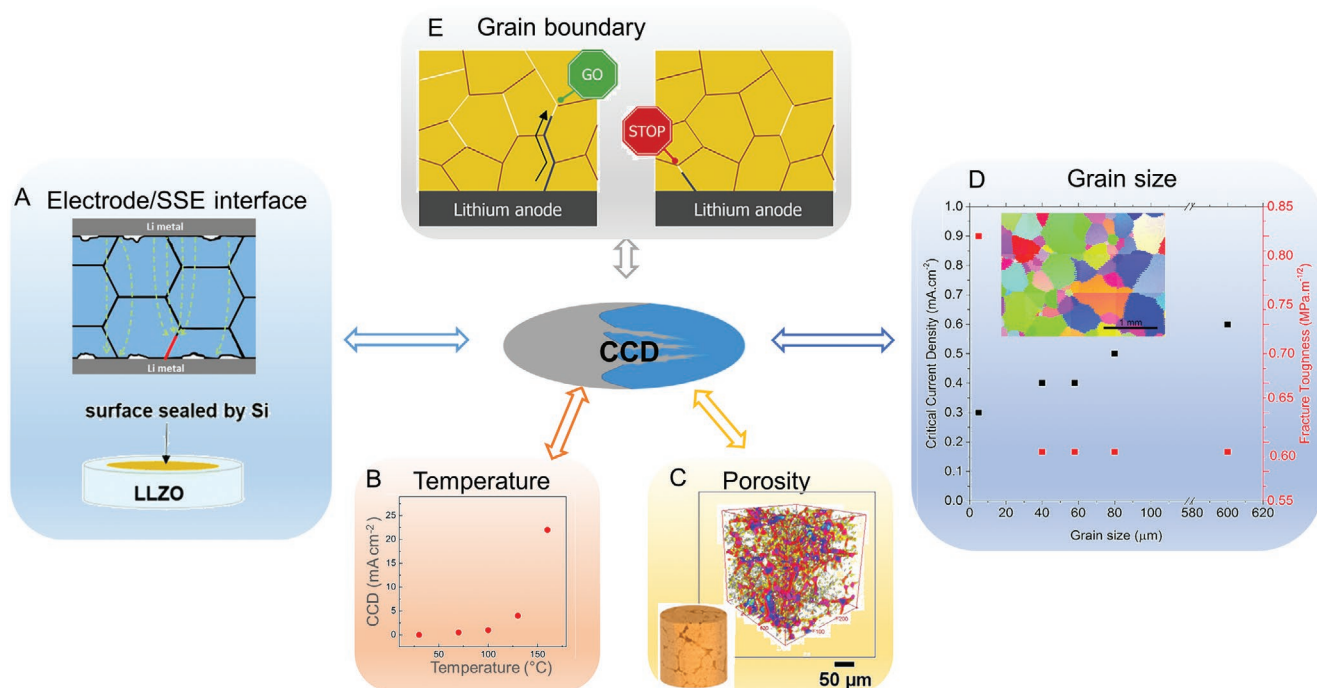 E Grain boundary
GO
STOP
Lithium anode
Lithium anode
A Electrode/SSE interface
Li metal
Li metal
surface sealed by Si
LLZO
CCD
D Grain size
1.0
0.9
0.8
0.7
0.6
0.5
0.4
0.3
0.2
0.1
0.0
Critical Current Density (mA.cm⁻²)
1 mm
0.85
0.80
0.75
0.70
0.65
0.60
0.55
Fracture Toughness (MPa.m⁻¹ᐟ²)
0 20 40 60 80 100 580 600 620
Grain size (μm)
B Temperature
25
20
15
10
5
0
CCD (mA cm⁻²)
50 100 150
Temperature (°C)
C Porosity
100
200
50 μm